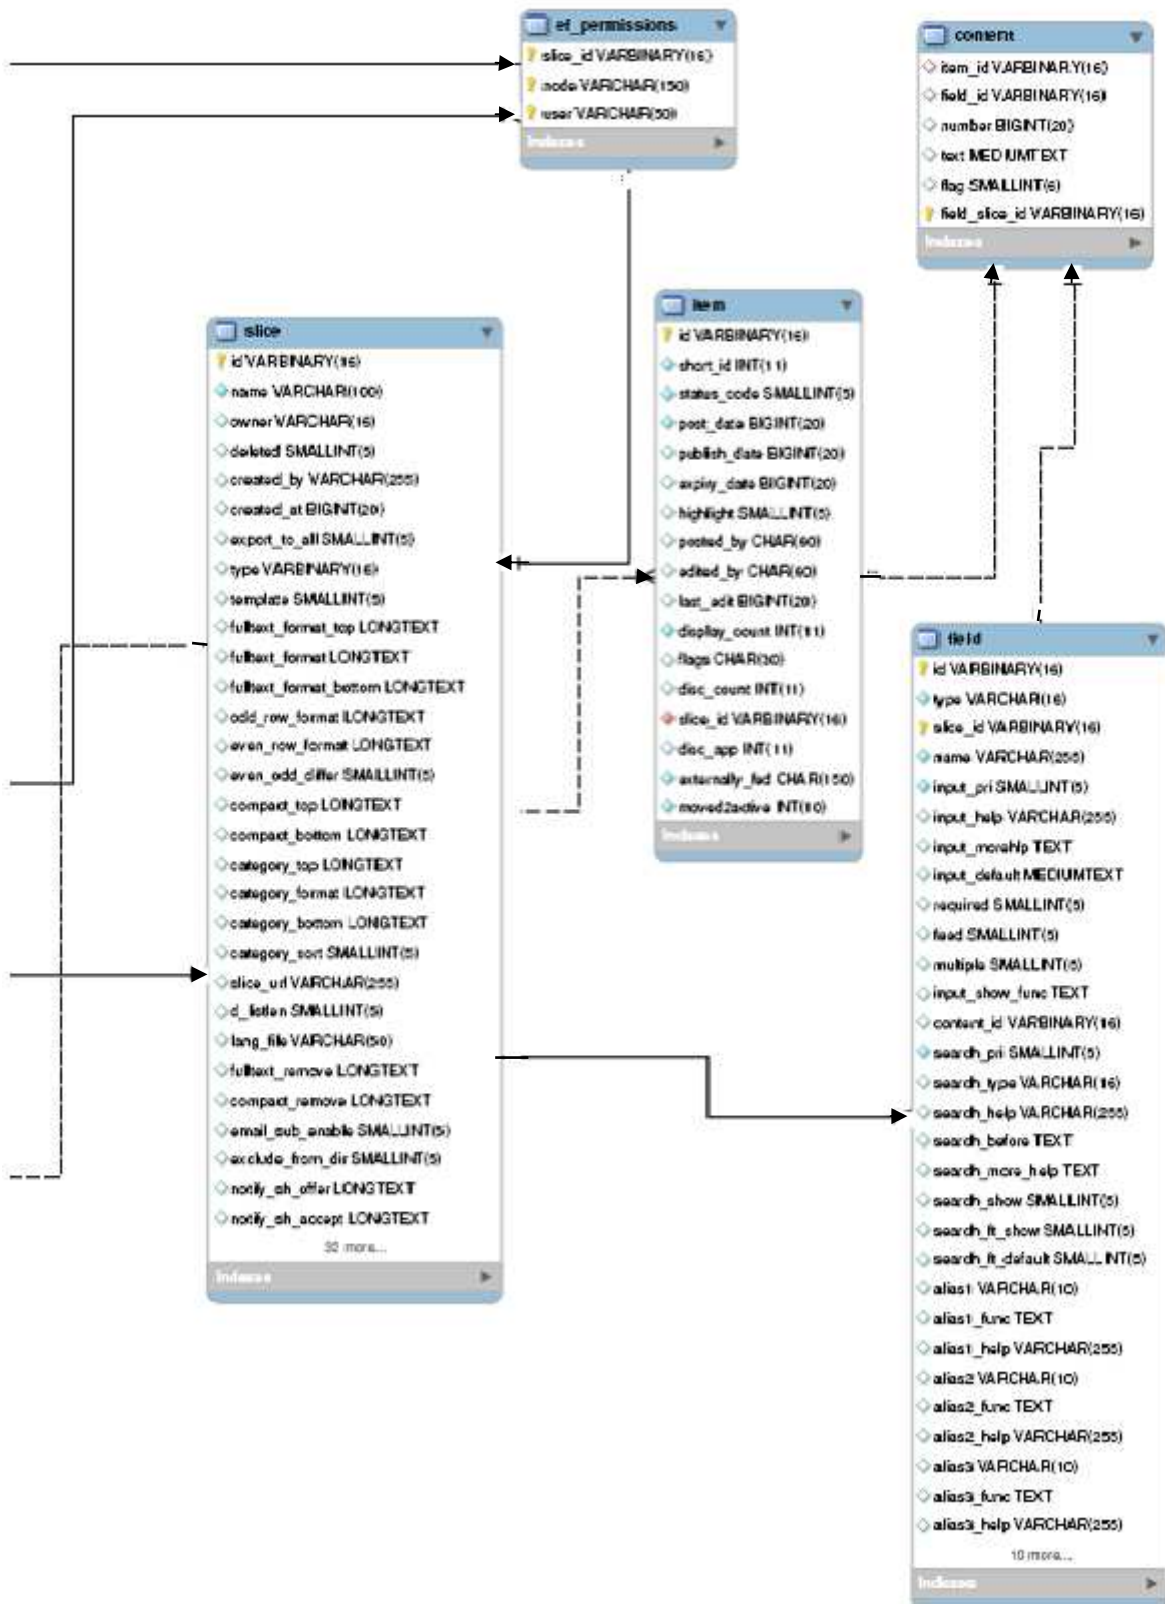 ef_permissions
slice_id VARBINARY(16)
node VARCHAR(150)
user VARCHAR(50)
Indexes
content
item_id VARBINARY(16)
field_id VARBINARY(16)
number BIGINT(20)
text MEDIUMTEXT
flag SMALLINT(6)
field_slice_id VARBINARY(16)
Indexes
slice
id VARBINARY(16)
name VARCHAR(100)
owner VARCHAR(16)
deleted SMALLINT(5)
created_by VARCHAR(255)
created_at BIGINT(20)
export_to_all SMALLINT(5)
type VARBINARY(16)
template SMALLINT(5)
fulltext_format_top LONGTEXT
fulltext_format LONGTEXT
fulltext_format_bottom LONGTEXT
odd_row_format LONGTEXT
even_row_format LONGTEXT
even_odd_differ SMALLINT(5)
compact_top LONGTEXT
compact_bottom LONGTEXT
category_top LONGTEXT
category_format LONGTEXT
category_bottom LONGTEXT
category_sort SMALLINT(5)
slice_url VARCHAR(255)
d_listlen SMALLINT(5)
lang_file VARCHAR(50)
fulltext_remove LONGTEXT
compact_remove LONGTEXT
email_sub_enable SMALLINT(5)
exclude_from_dir SMALLINT(5)
notify_sh_offer LONGTEXT
notify_sh_accept LONGTEXT
32 more...
Indexes
item
id VARBINARY(16)
short_id INT(11)
status_code SMALLINT(5)
post_date BIGINT(20)
publish_date BIGINT(20)
expiry_date BIGINT(20)
highlight SMALLINT(5)
posted_by CHAR(60)
edited_by CHAR(60)
last_edit BIGINT(20)
display_count INT(11)
flags CHAR(30)
disc_count INT(11)
slice_id VARBINARY(16)
disc_app INT(11)
externally_fed CHAR(150)
moved2active INT(10)
Indexes
field
id VARBINARY(16)
type VARCHAR(16)
slice_id VARBINARY(16)
name VARCHAR(255)
input_pri SMALLINT(5)
input_help VARCHAR(255)
input_morehlp TEXT
input_default MEDIUMTEXT
required SMALLINT(5)
feed SMALLINT(5)
multiple SMALLINT(5)
input_show_func TEXT
content_id VARBINARY(16)
search_pri SMALLINT(5)
search_type VARCHAR(16)
search_help VARCHAR(255)
search_before TEXT
search_more_help TEXT
search_show SMALLINT(5)
search_ft_show SMALLINT(5)
search_ft_default SMALLINT(5)
alias1 VARCHAR(10)
alias1_func TEXT
alias1_help VARCHAR(255)
alias2 VARCHAR(10)
alias2_func TEXT
alias2_help VARCHAR(255)
alias3 VARCHAR(10)
alias3_func TEXT
alias3_help VARCHAR(255)
10 more...
Indexes